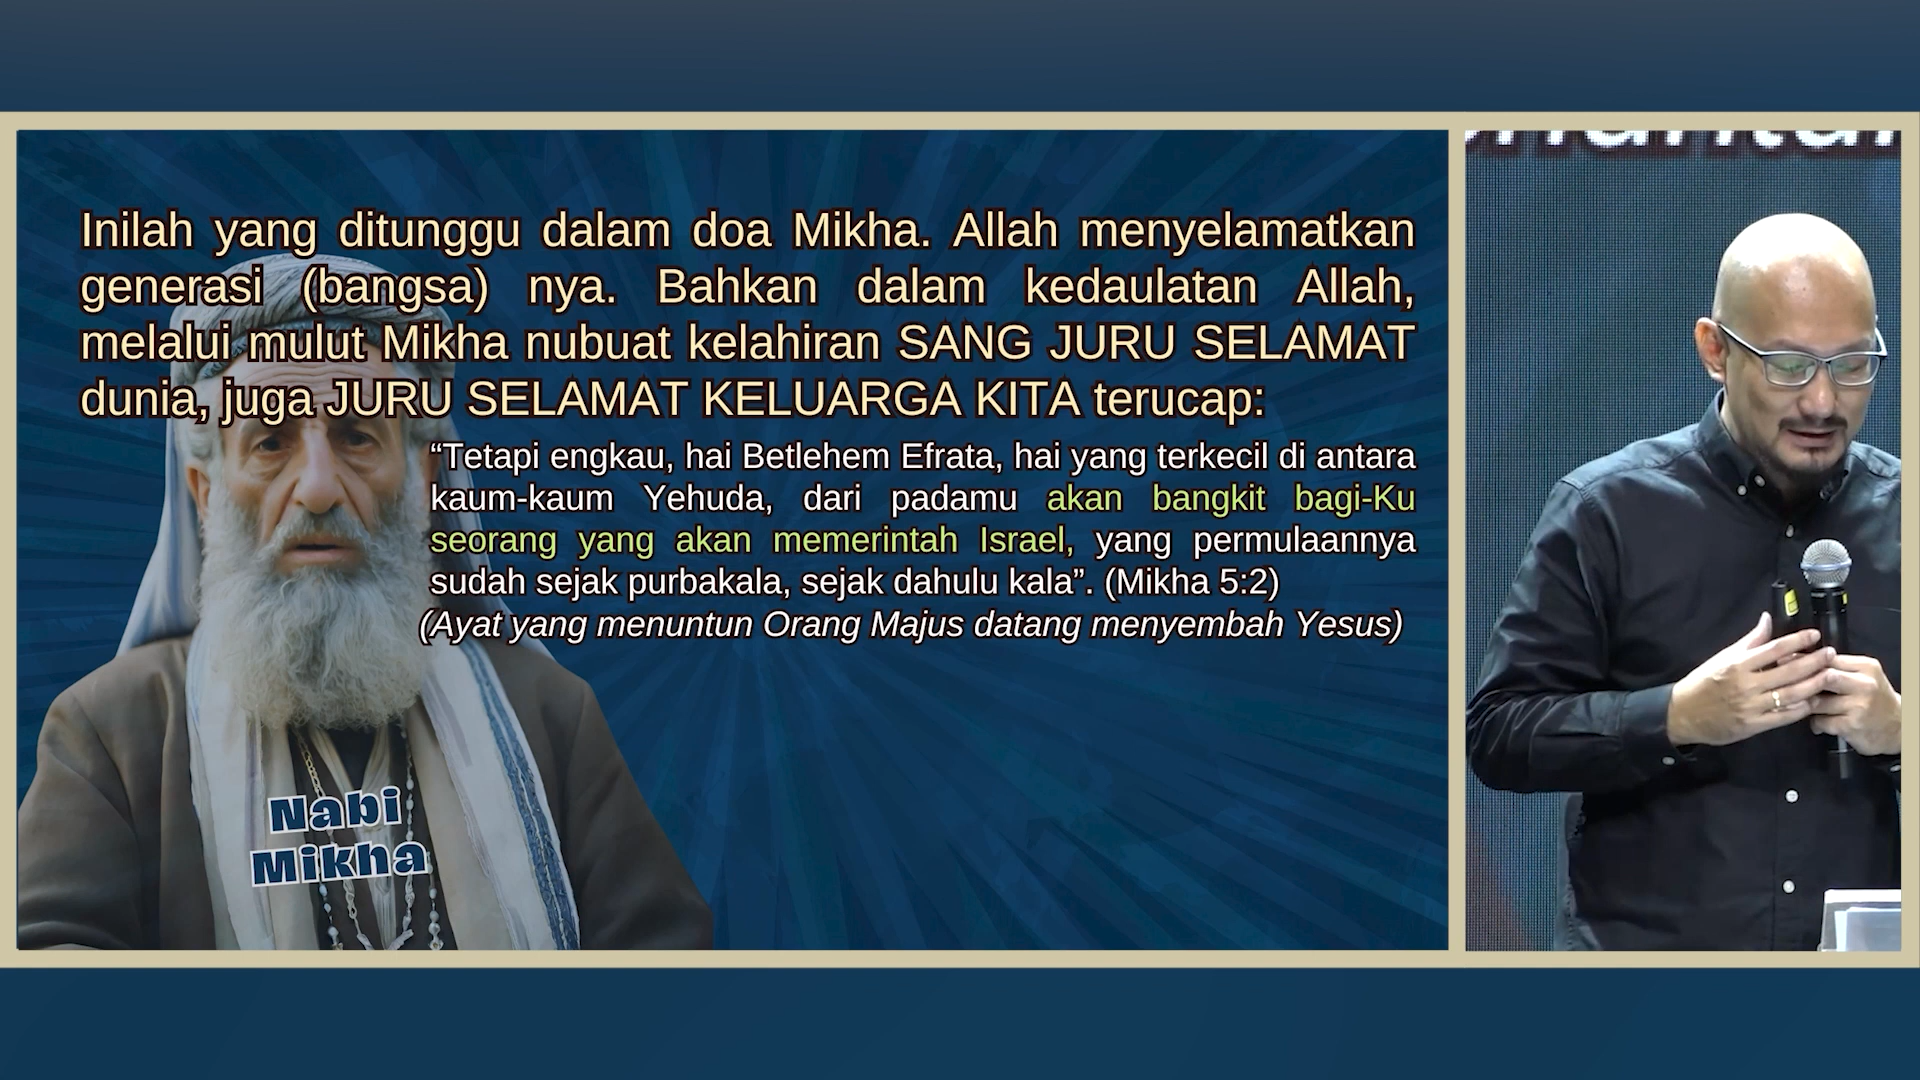 Inilah yang ditunggu dalam doa Mikha. Allah menyelamatkan
generasi (bangsa) nya. Bahkan dalam kedaulatan Allah,
melalui mulut Mikha nubuat kelahiran SANG JURU SELAMAT
dunia, juga JURU SELAMAT KELUARGA KITA terucap:
“Tetapi engkau, hai Betlehem Efrata, hai yang terkecil di antara
kaum-kaum Yehuda, dari padamu akan bangkit bagi-Ku
seorang yang akan memerintah Israel, yang permulaannya
sudah sejak purbakala, sejak dahulu kala”. (Mikha 5:2)
(Ayat yang menuntun Orang Majus datang menyembah Yesus)
Nabi
Mikha